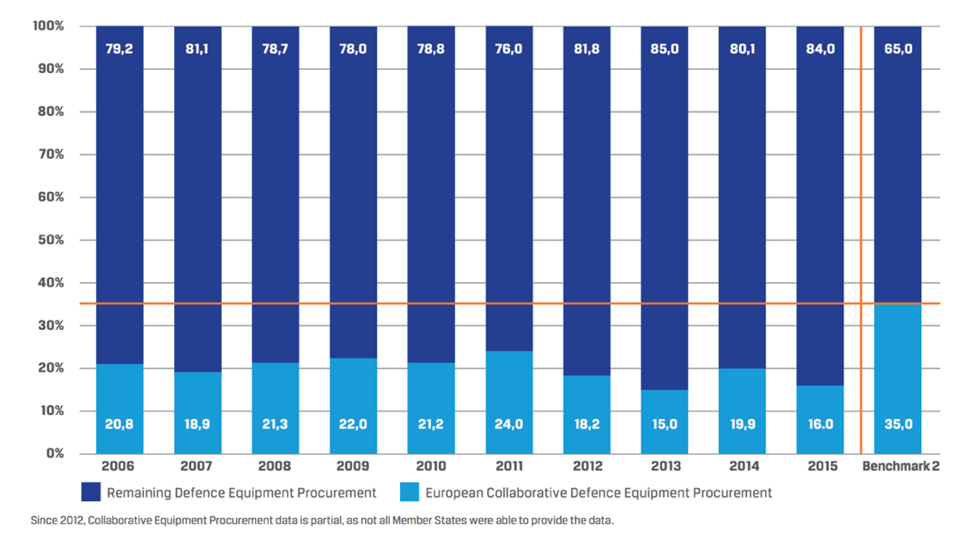 100%
90%
80%
70%
60%
50%
40%
30%
20%
10%
0%
79,2 81,1 78,7 78,0 78,8 76,0 81,8 85,0 80,1 84,0 65,0
20,8 18,9 21,3 22,0 21,2 24,0 18,2 15,0 19,9 16.0 35,0
2006 2007 2008 2009 2010 2011 2012 2013 2014 2015 Benchmark 2
Remaining Defence Equipment Procurement European Collaborative Defence Equipment Procurement
Since 2012, Collaborative Equipment Procurement data is partial, as not all Member States were able to provide the data.